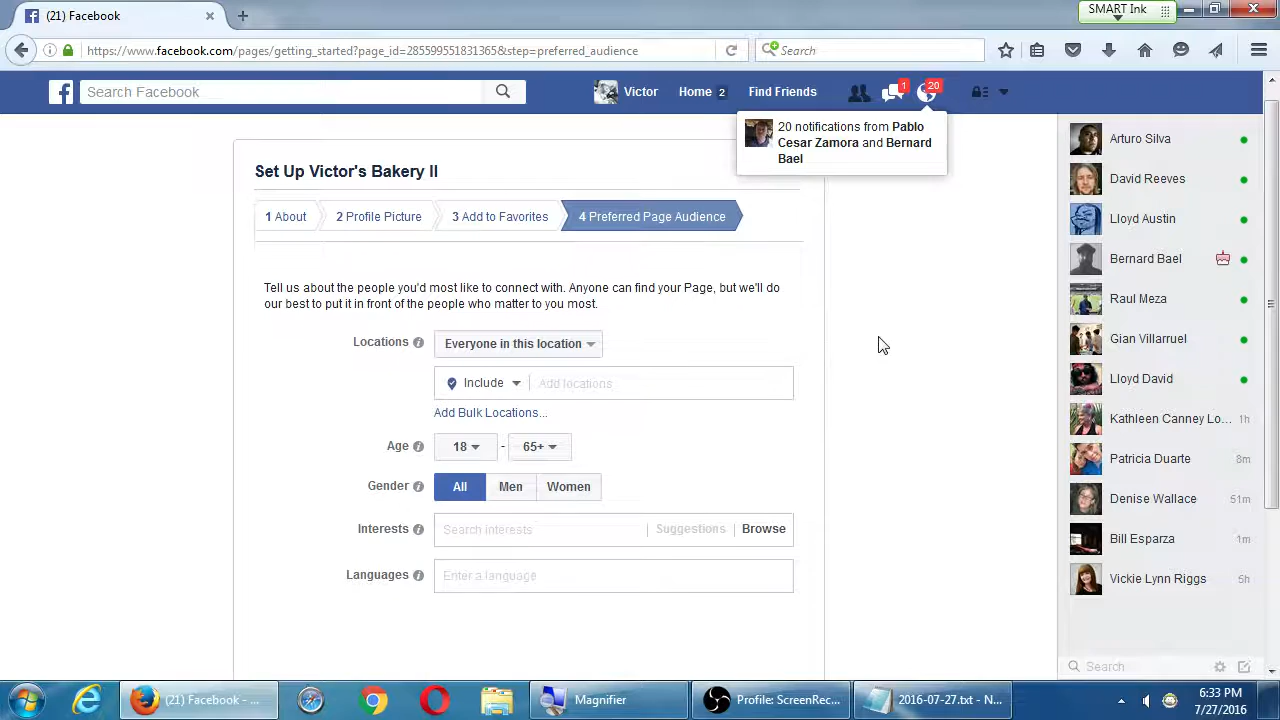 (21) Facebook
SMART Ink
https://www.facebook.com/pages/getting_started?page_id=285599551831365&step=preferred_audience
Search
Search Facebook
Victor
Home 2
Find Friends
1
20
20 notifications from Pablo
Cesar Zamora and Bernard
Bael
Set Up Victor's Bakery II
1 About
2 Profile Picture
3 Add to Favorites
4 Preferred Page Audience
Tell us about the people you'd most like to connect with. Anyone can find your Page, but we'll do
our best to put it in front of the people who matter to you most.
Locations
Everyone in this location
Include
Add locations...
Add Bulk Locations...
Age
18 - 65+
Gender
All Men Women
Interests
Search interests
Suggestions
Browse
Languages
Enter a language
Arturo Silva
David Reeves
Lloyd Austin
Bernard Bael
Raul Meza
Gian Villarruel
Lloyd David
Kathleen Canney Lo... 1h
Patricia Duarte 8m
Denise Wallace 51m
Bill Esparza 1m
Vickie Lynn Riggs 5h
Search
(21) Facebook - ...
Magnifier
Profile: ScreenRec...
2016-07-27.txt - N...
6:33 PM
7/27/2016